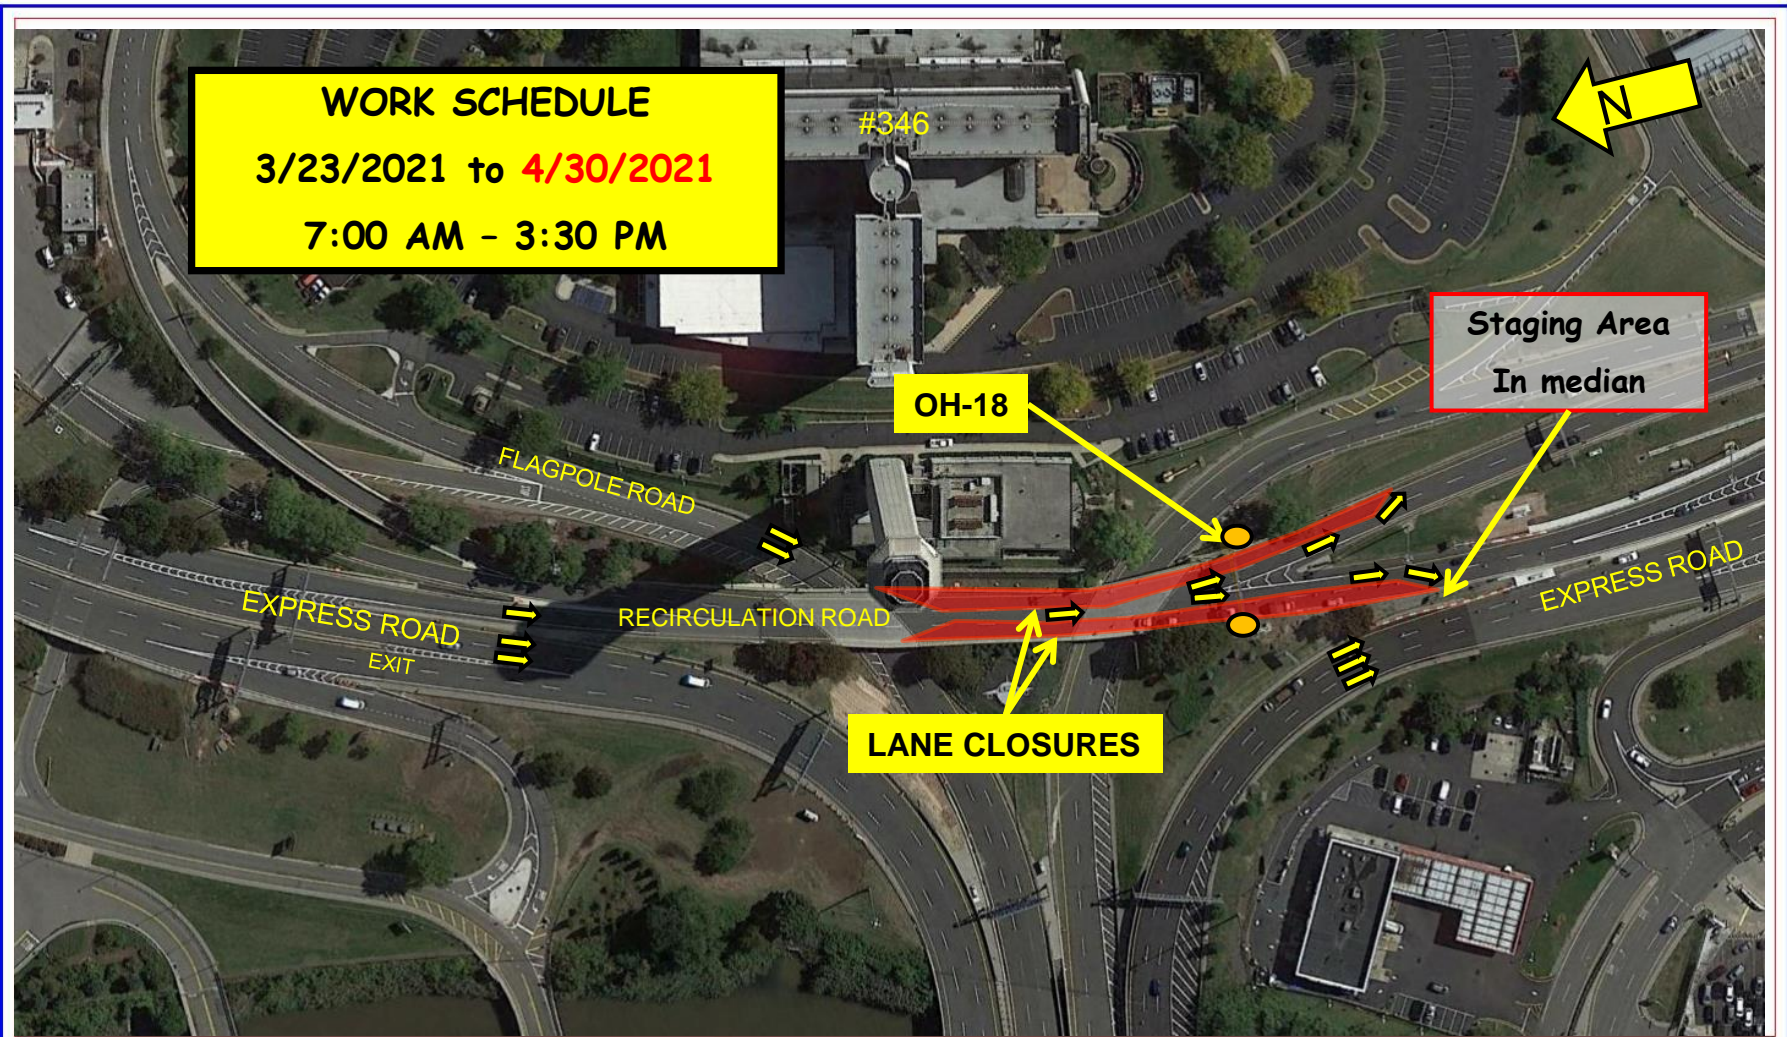 WORK SCHEDULE
3/23/2021 to 4/30/2021
7:00 AM – 3:30 PM
#346
N
Staging Area
In median
OH-18
FLAGPOLE ROAD
EXPRESS ROAD
EXIT
RECIRCULATION ROAD
EXPRESS ROAD
LANE CLOSURES